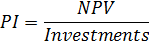 PI = NPV / Investments